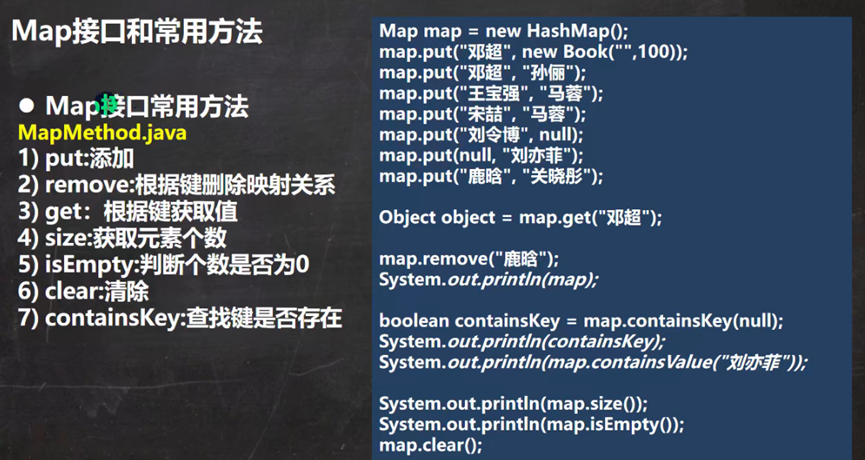 Map接口和常用方法
● Map接口常用方法
MapMethod.java
1) put:添加
2) remove:根据键删除映射关系
3) get：根据键获取值
4) size:获取元素个数
5) isEmpty:判断个数是否为0
6) clear:清除
7) containsKey:查找键是否存在
Map map = new HashMap();
map.put("邓超", new Book("",100));
map.put("邓超", "孙俪");
map.put("王宝强", "马蓉");
map.put("宋喆", "马蓉");
map.put("刘令博", null);
map.put(null, "刘亦菲");
map.put("鹿晗", "关晓彤");
Object object = map.get("邓超");
map.remove("鹿晗");
System.out.println(map);
boolean containsKey = map.containsKey(null);
System.out.println(containsKey);
System.out.println(map.containsValue("刘亦菲"));
System.out.println(map.size());
System.out.println(map.isEmpty());
map.clear();